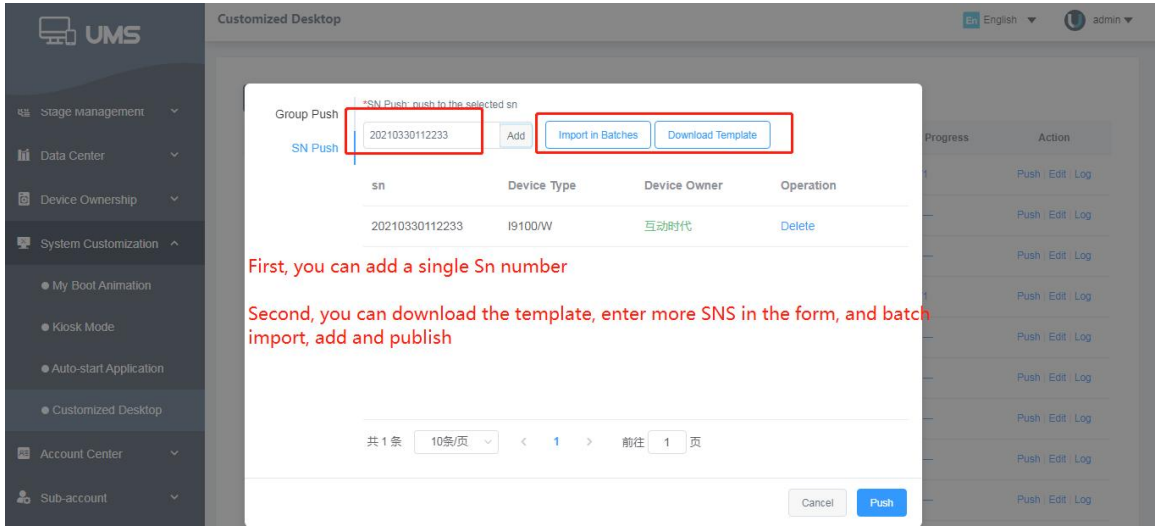 UMS
Customized Desktop
En English
admin
Stage Management
Data Center
Device Ownership
System Customization
My Boot Animation
Kiosk Mode
Auto-start Application
Customized Desktop
Account Center
Sub-account
Group Push
SN Push
*SN Push: push to the selected sn
20210330112233 Add Import in Batches Download Template
sn Device Type Device Owner Operation
20210330112233 I9100/W 互动时代 Delete
First, you can add a single Sn number
Second, you can download the template, enter more SNS in the form, and batch
import, add and publish
共 1 条 10条/页 < 1 > 前往 1 页
Cancel Push
Progress Action
1 Push Edit Log
— Push Edit Log
— Push Edit Log
1 Push Edit Log
— Push Edit Log
— Push Edit Log
— Push Edit Log
— Push Edit Log
— Push Edit Log